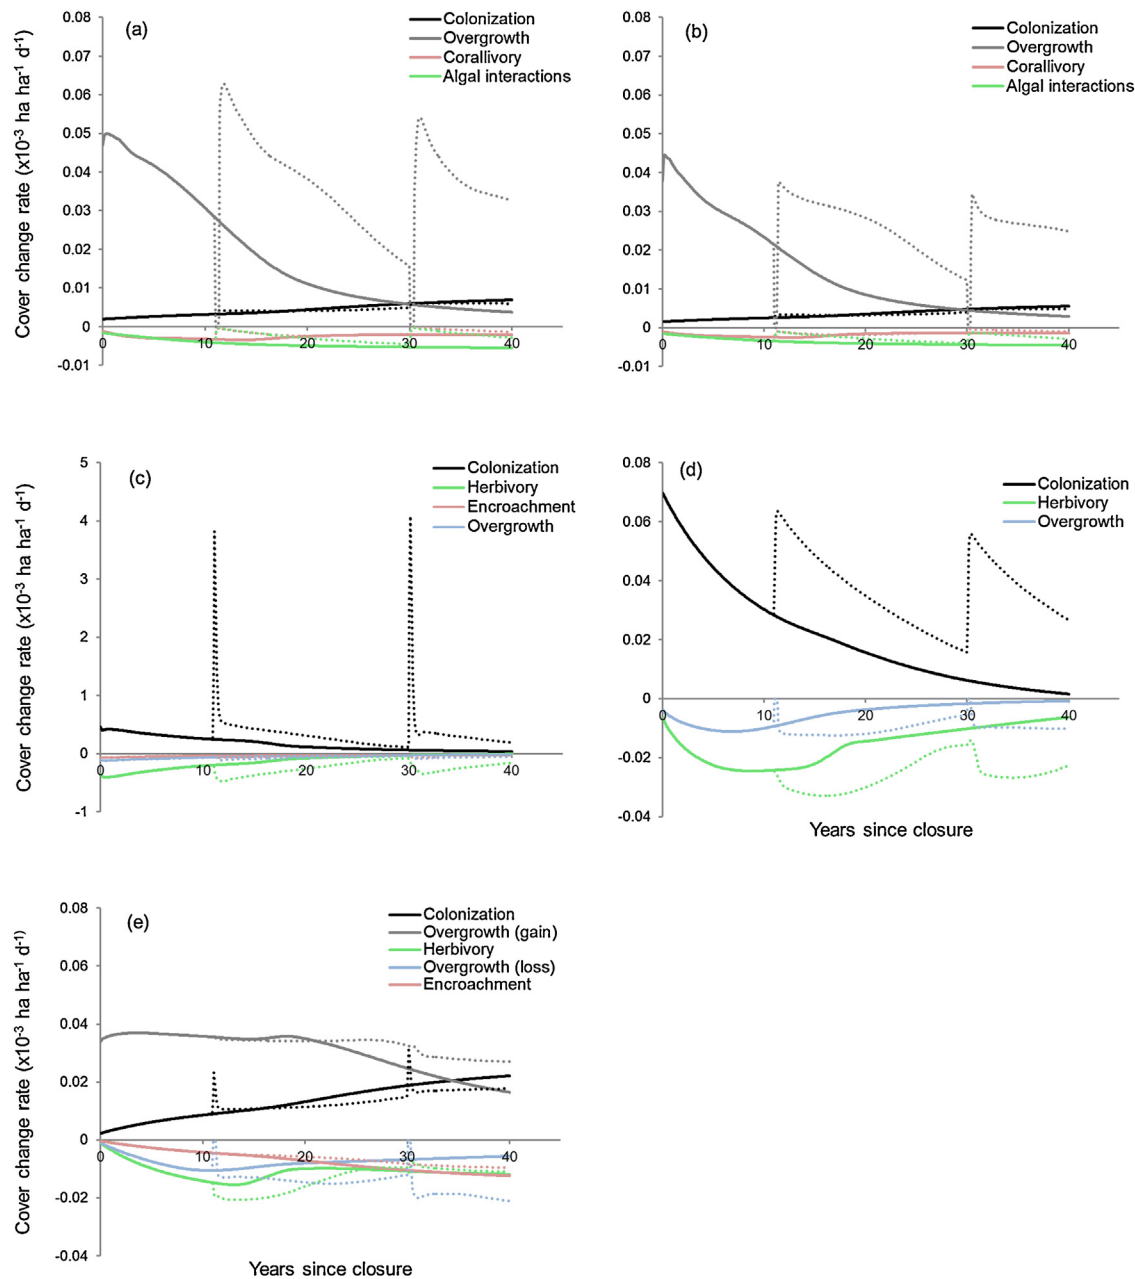 (a)
Colonization
Overgrowth
Corallivory
Algal interactions
Cover change rate (x10⁻³ ha ha⁻¹ d⁻¹)
0.08
0.07
0.06
0.05
0.04
0.03
0.02
0.01
0
-0.01
0 10 20 30 40
(b)
Colonization
Overgrowth
Corallivory
Algal interactions
0.08
0.07
0.06
0.05
0.04
0.03
0.02
0.01
0
-0.01
0 10 20 30 40
(c)
Colonization
Herbivory
Encroachment
Overgrowth
Cover change rate (x10⁻³ ha ha⁻¹ d⁻¹)
5
4
3
2
1
0
-1
0 10 20 30 40
(d)
Colonization
Herbivory
Overgrowth
0.08
0.06
0.04
0.02
0
-0.02
-0.04
0 10 20 30 40
Years since closure
(e)
Colonization
Overgrowth (gain)
Herbivory
Overgrowth (loss)
Encroachment
Cover change rate (x10⁻³ ha ha⁻¹ d⁻¹⁾
0.08
0.06
0.04
0.02
0
-0.02
-0.04
0 10 20 30 40
Years since closure